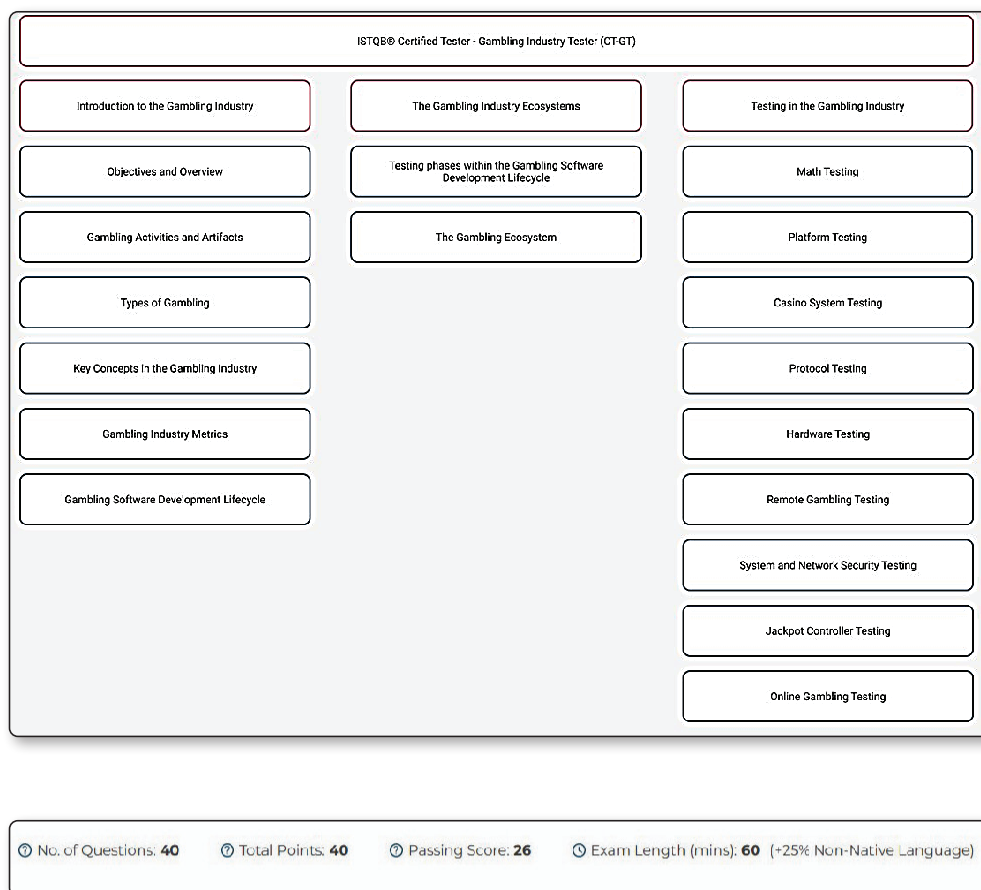 ISTQB® Certified Tester - Gambling Industry Tester (CT-GT)
Introduction to the Gambling Industry
Objectives and Overview
Gambling Activities and Artifacts
Types of Gambling
Key Concepts in the Gambling Industry
Gambling Industry Metrics
Gambling Software Development Lifecycle
The Gambling Industry Ecosystems
Testing phases within the Gambling Software
Development Lifecycle
The Gambling Ecosystem
Testing in the Gambling Industry
Math Testing
Platform Testing
Casino System Testing
Protocol Testing
Hardware Testing
Remote Gambling Testing
System and Network Security Testing
Jackpot Controller Testing
Online Gambling Testing
No. of Questions: 40 Total Points: 40 Passing Score: 26 Exam Length (mins): 60 (+25% Non-Native Language)